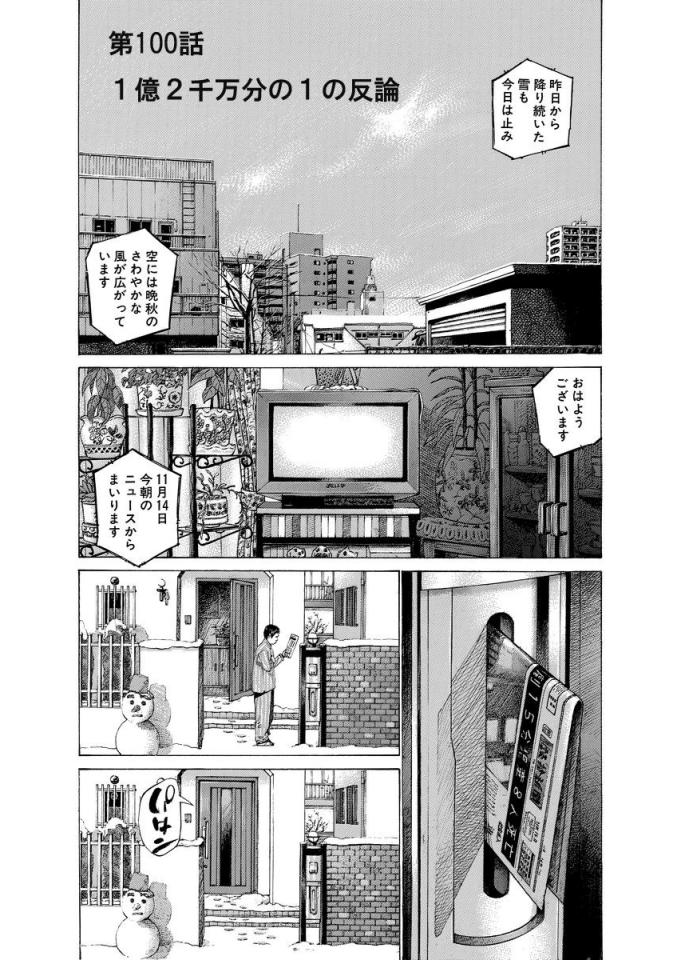 第100話
1億2千万分の1の反論
昨日から
降り続いた
雪も
今日は止み
空には晩秋の
さわやかな
風が広がって
います
おはよう
ございます
11月14日
今朝の
ニュースから
まいります